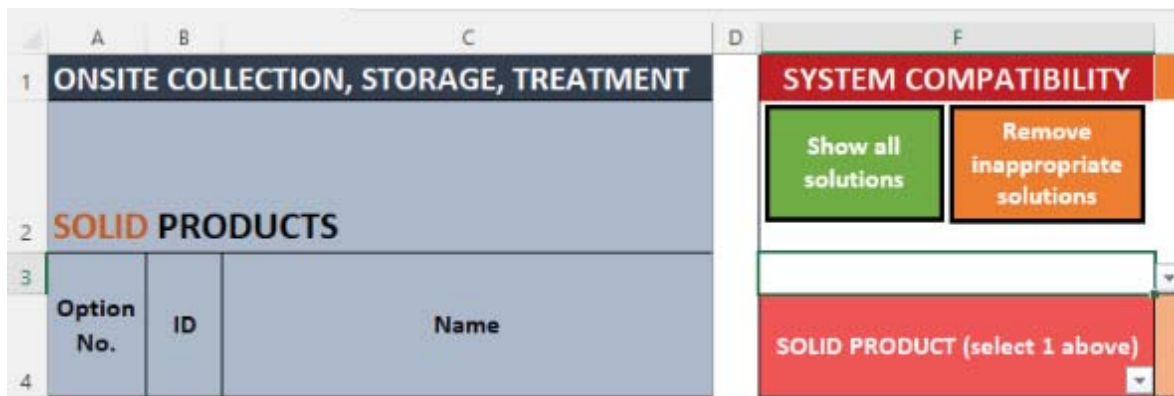 A B C D F
1 ONSITE COLLECTION, STORAGE, TREATMENT SYSTEM COMPATIBILITY
Show all
solutions
Remove
inappropriate
solutions
2 SOLID PRODUCTS
3
Option
No.
ID
Name
SOLID PRODUCT (select 1 above)
4